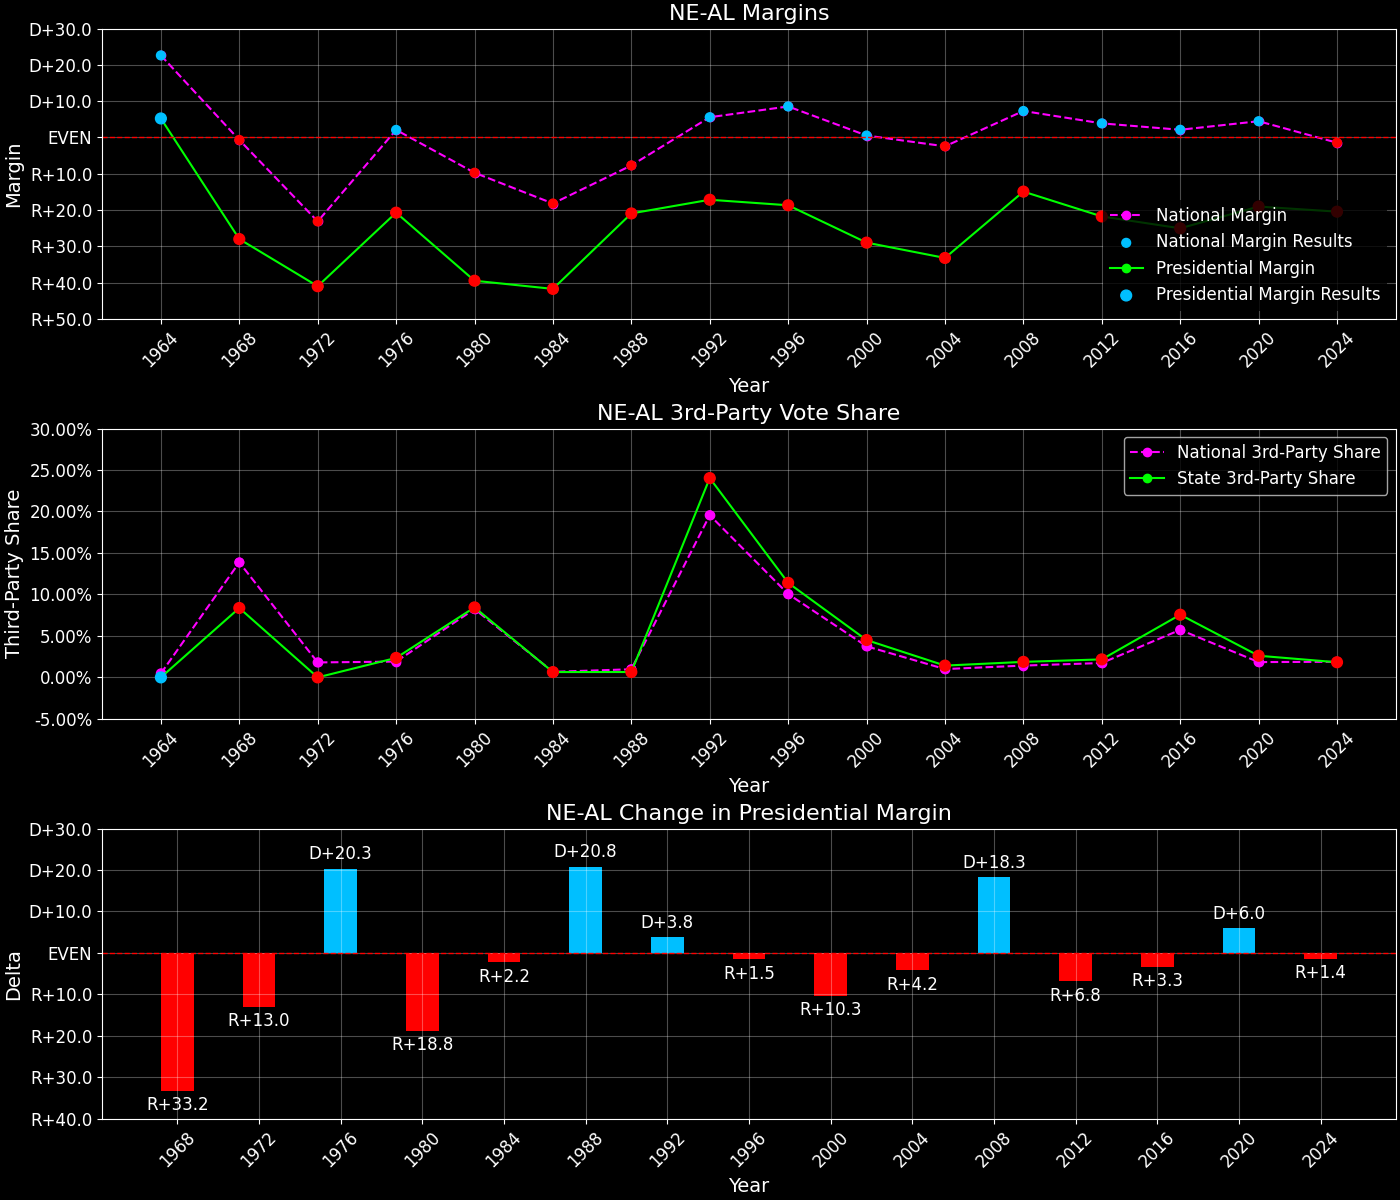 NE-AL Margins
D+30.0
D+20.0
D+10.0
EVEN
R+10.0
R+20.0
R+30.0
R+40.0
R+50.0
Margin
National Margin
National Margin Results
Presidential Margin
Presidential Margin Results
1964 1968 1972 1976 1980 1984 1988 1992 1996 2000 2004 2008 2012 2016 2020 2024
Year
NE-AL 3rd-Party Vote Share
30.00%
25.00%
20.00%
15.00%
10.00%
5.00%
0.00%
-5.00%
Third-Party Share
National 3rd-Party Share
State 3rd-Party Share
1964 1968 1972 1976 1980 1984 1988 1992 1996 2000 2004 2008 2012 2016 2020 2024
Year
NE-AL Change in Presidential Margin
D+30.0
D+20.0
D+10.0
EVEN
R+10.0
R+20.0
R+30.0
R+40.0
Delta
R+33.2
R+13.0
D+20.3
R+18.8
R+2.2
D+20.8
D+3.8
R+1.5
R+10.3
R+4.2
D+18.3
R+6.8
R+3.3
D+6.0
R+1.4
1968 1972 1976 1980 1984 1988 1992 1996 2000 2004 2008 2012 2016 2020 2024
Year